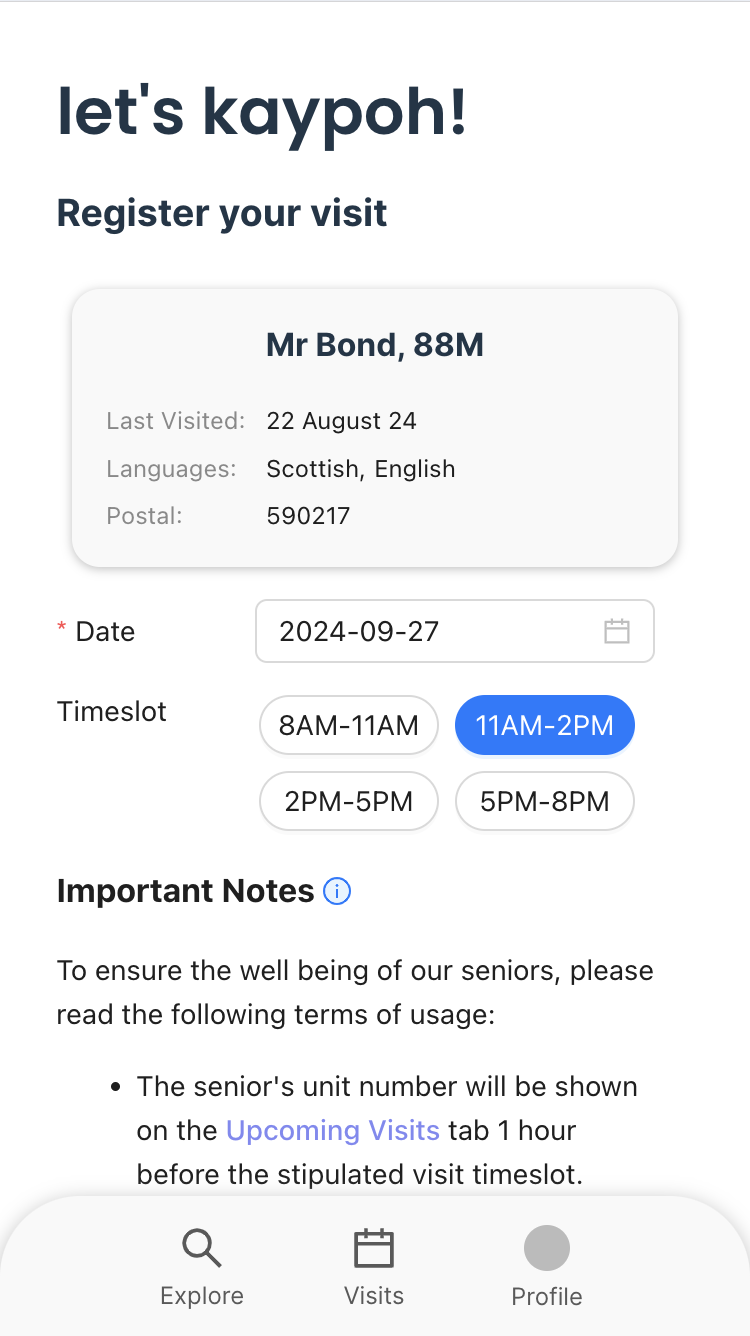 let's kaypoh!
Register your visit
Mr Bond, 88M
Last Visited: 22 August 24
Languages: Scottish, English
Postal: 590217
* Date 2024-09-27
Timeslot 8AM-11AM 11AM-2PM
2PM-5PM 5PM-8PM
Important Notes
To ensure the well being of our seniors, please
read the following terms of usage:
• The senior's unit number will be shown
on the Upcoming Visits tab 1 hour
before the stipulated visit timeslot.
Explore Visits Profile